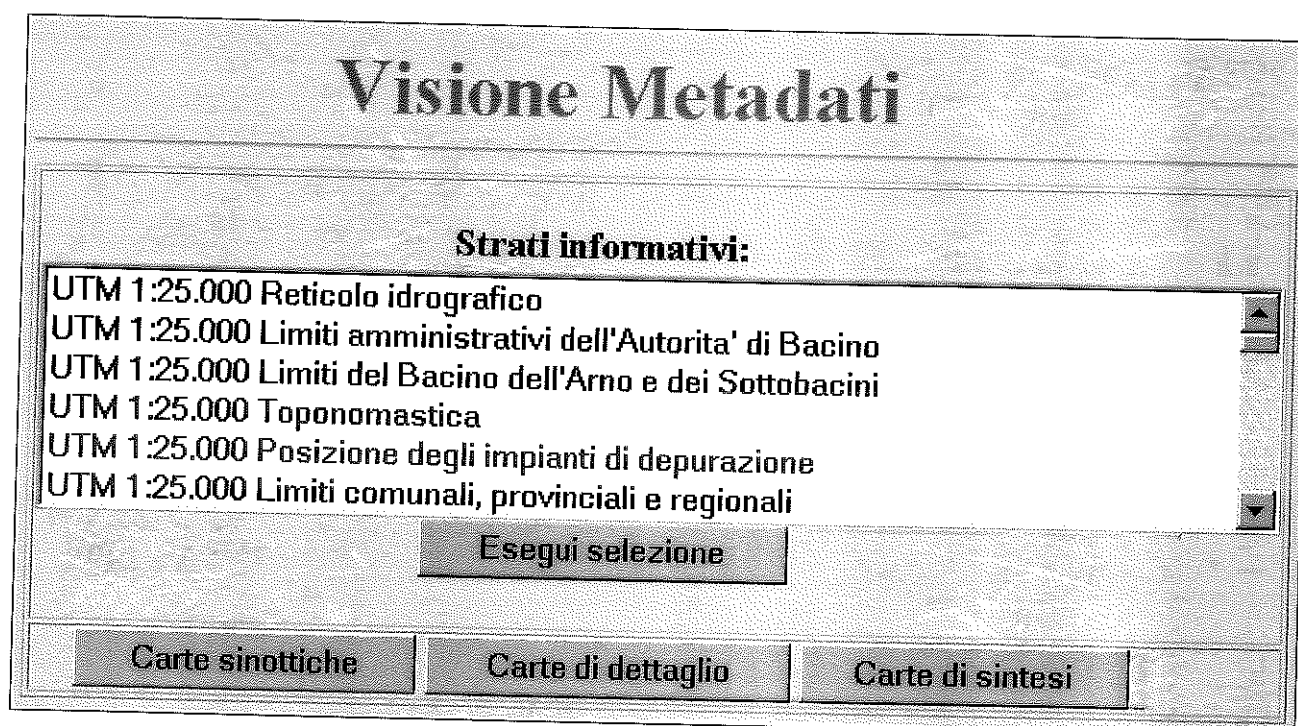 Visione Metadati
Strati informativi:
UTM 1:25.000 Reticolo idrografico
UTM 1:25.000 Limiti amministrativi dell'Autorita' di Bacino
UTM 1:25.000 Limiti del Bacino dell'Arno e dei Sottobacini
UTM 1:25.000 Toponomastica
UTM 1:25.000 Posizione degli impianti di depurazione
UTM 1:25.000 Limiti comunali, provinciali e regionali
Esegui selezione
Carte sinottiche Carte di dettaglio Carte di sintesi